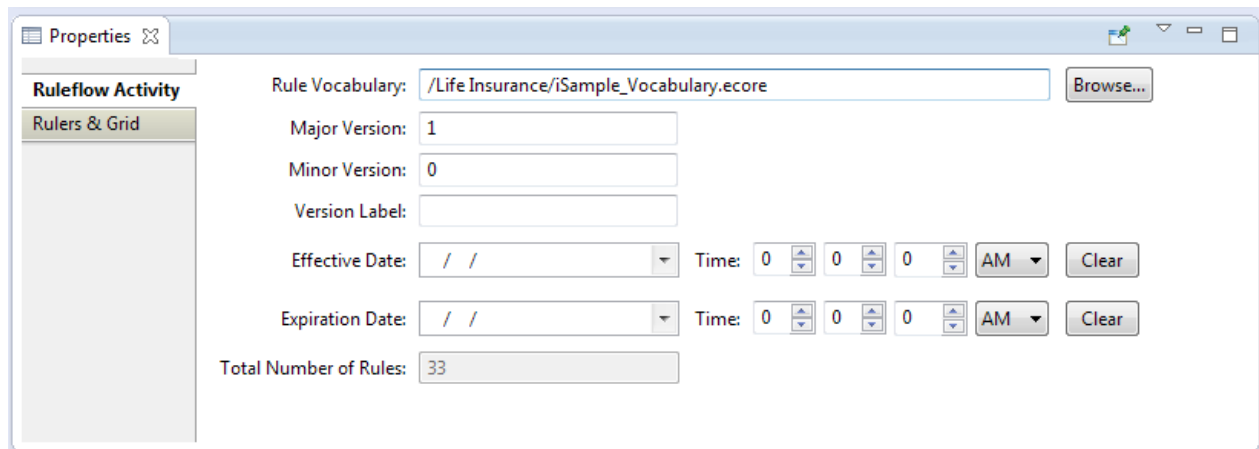 Properties
Ruleflow Activity
Rulers & Grid
Rule Vocabulary: /Life Insurance/iSample_Vocabulary.ecore Browse...
Major Version: 1
Minor Version: 0
Version Label:
Effective Date: / / Time: 0 0 0 AM Clear
Expiration Date: / / Time: 0 0 0 AM Clear
Total Number of Rules: 33